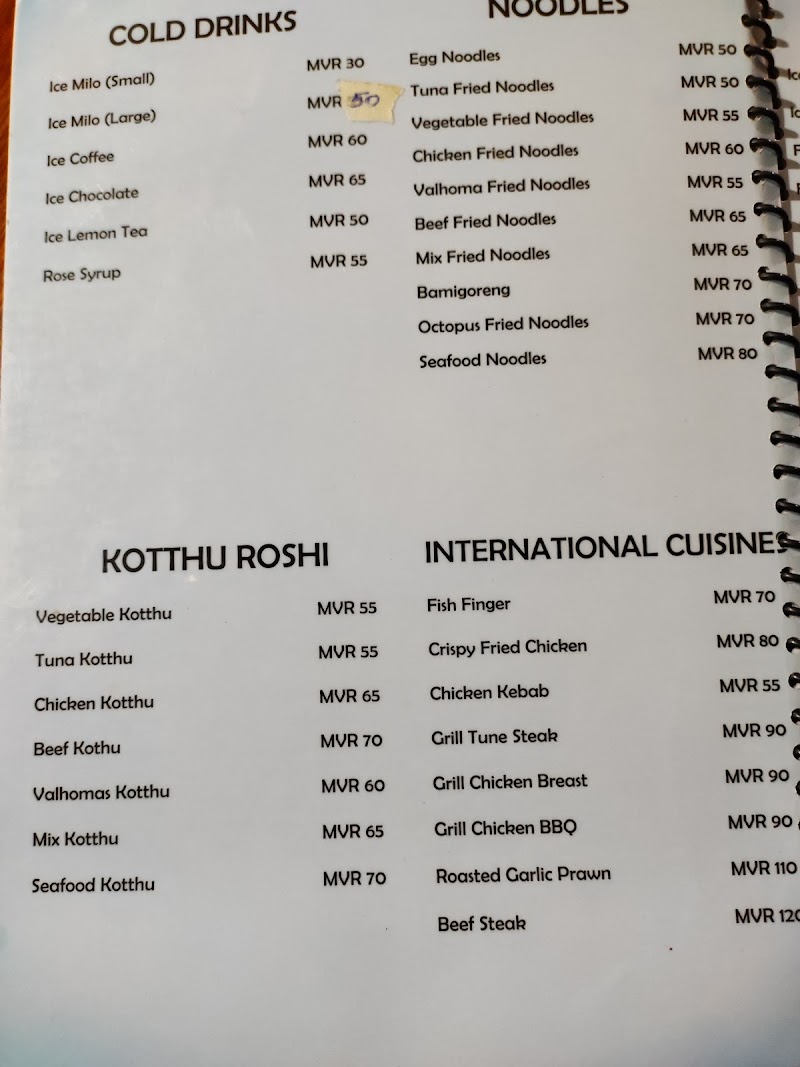 COLD DRINKS
Ice Milo (Small) MVR 30
Ice Milo (Large) MVR 50
Ice Coffee MVR 60
Ice Chocolate MVR 65
Ice Lemon Tea MVR 50
Rose Syrup MVR 55
NOODLES
Egg Noodles MVR 50
Tuna Fried Noodles MVR 50
Vegetable Fried Noodles MVR 55
Chicken Fried Noodles MVR 60
Valhoma Fried Noodles MVR 55
Beef Fried Noodles MVR 65
Mix Fried Noodles MVR 65
Bamigoreng MVR 70
Octopus Fried Noodles MVR 70
Seafood Noodles MVR 80
KOTTHU ROSHI
Vegetable Kotthu MVR 55
Tuna Kotthu MVR 55
Chicken Kotthu MVR 65
Beef Kothu MVR 70
Valhomas Kotthu MVR 60
Mix Kotthu MVR 65
Seafood Kotthu MVR 70
INTERNATIONAL CUISINES
Fish Finger MVR 70
Crispy Fried Chicken MVR 80
Chicken Kebab MVR 55
Grill Tune Steak MVR 90
Grill Chicken Breast MVR 90
Grill Chicken BBQ MVR 90
Roasted Garlic Prawn MVR 110
Beef Steak MVR 120